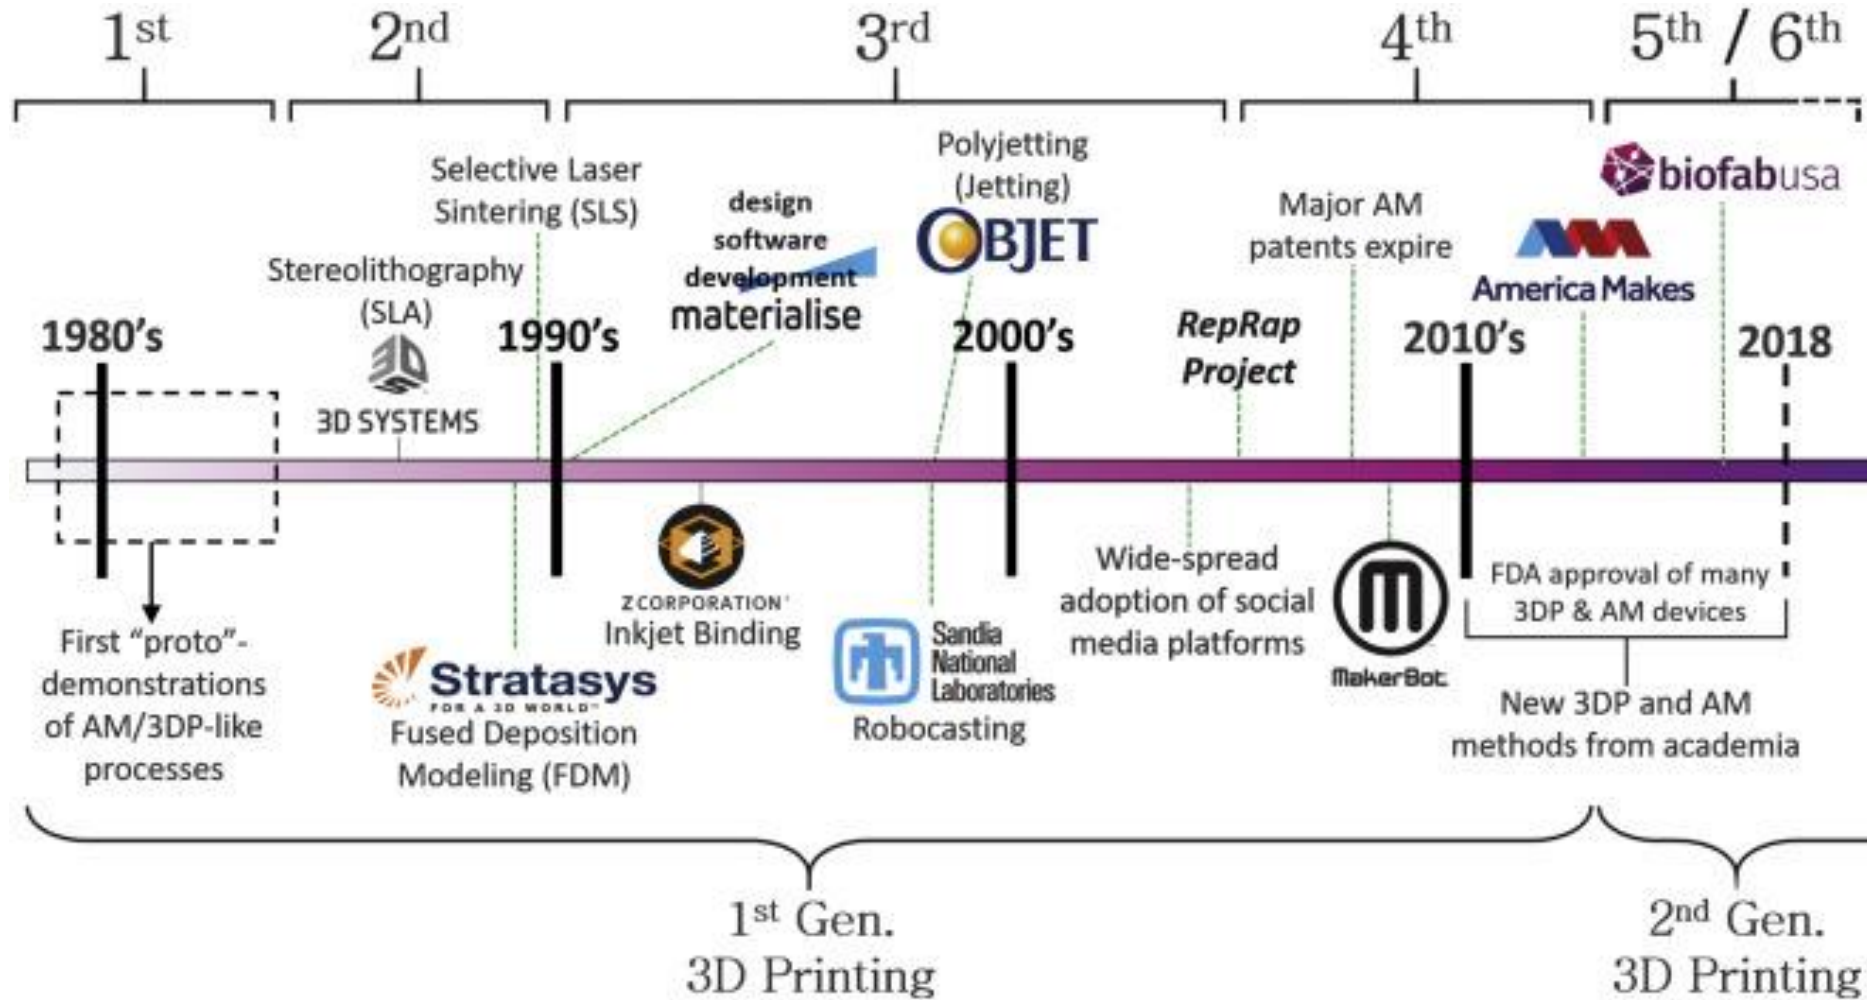 1st
2nd
3rd
4th
5th / 6th
Selective Laser
Sintering (SLS)
Stereolithography
(SLA)
3D SYSTEMS
design
software
development
materialise
Polyjetting
(Jetting)
OBJET
RepRap
Project
Major AM
patents expire
America Makes
biofabusa
1980's
1990's
2000's
2010's
2018
First "proto"-
demonstrations
of AM/3DP-like
processes
Stratasys
FOR A 3D WORLD™
Fused Deposition
Modeling (FDM)
Z CORPORATION
Inkjet Binding
Sandia
National
Laboratories
Robocasting
Wide-spread
adoption of social
media platforms
MakerBot
FDA approval of many
3DP & AM devices
New 3DP and AM
methods from academia
1st Gen.
3D Printing
2nd Gen.
3D Printing